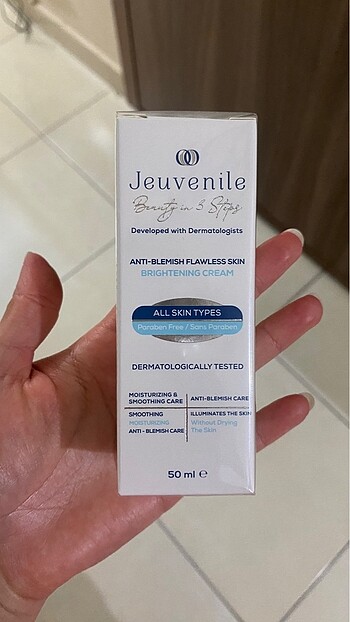 Jeuvenile
Beauty in 3 Steps
Developed with Dermatologists
ANTI-BLEMISH FLAWLESS SKIN
BRIGHTENING CREAM
ALL SKIN TYPES
Paraben Free / Sans Paraben
DERMATOLOGICALLY TESTED
MOISTURIZING &
SMOOTHING CARE
ANTI-BLEMISH CARE
SMOOTHING
MOISTURIZING
ANTI - BLEMISH CARE
ILLUMINATES THE SKIN
Without Drying
The Skin
50 ml ℮